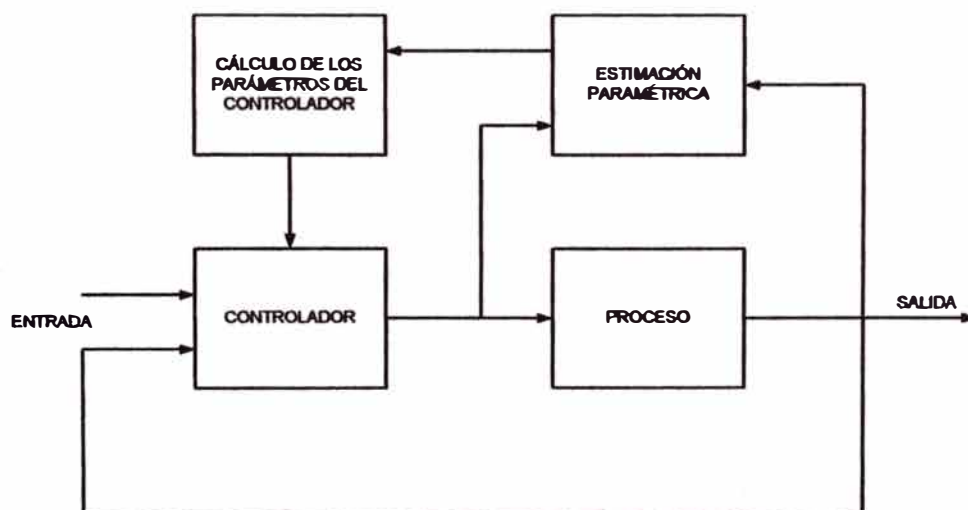 CÁLCULO DE LOS
PARÁMETROS DEL
CONTROLADOR
ESTIMACIÓN
PARAMÉTRICA
ENTRADA
CONTROLADOR
PROCESO
SALIDA